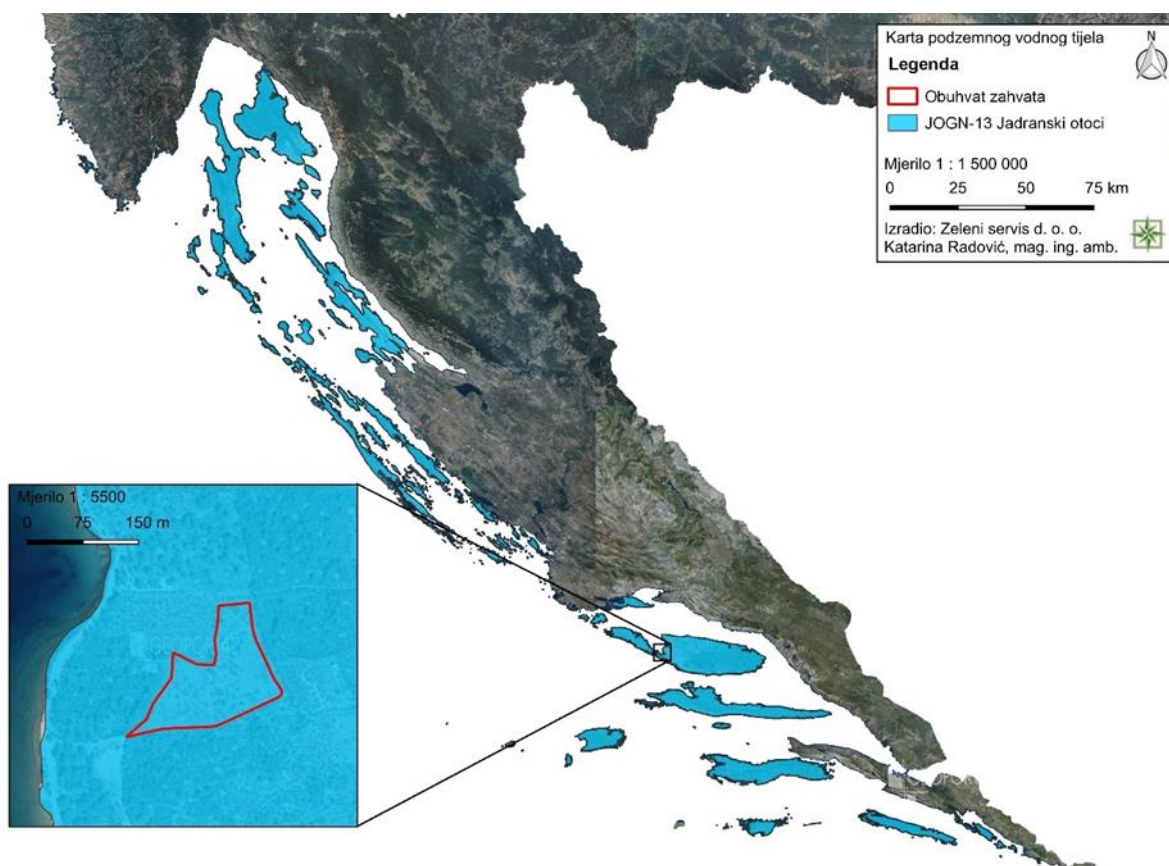 Karta podzemnog vodnog tijela
N
Legenda
Obuhvat zahvata
JOGN-13 Jadranski otoci
Mjerilo 1 : 1 500 000
0 25 50 75 km
Izradio: Zeleni servis d. o. o.
Katarina Radović, mag. ing. amb.
Mjerilo 1 : 5500
0 75 150 m